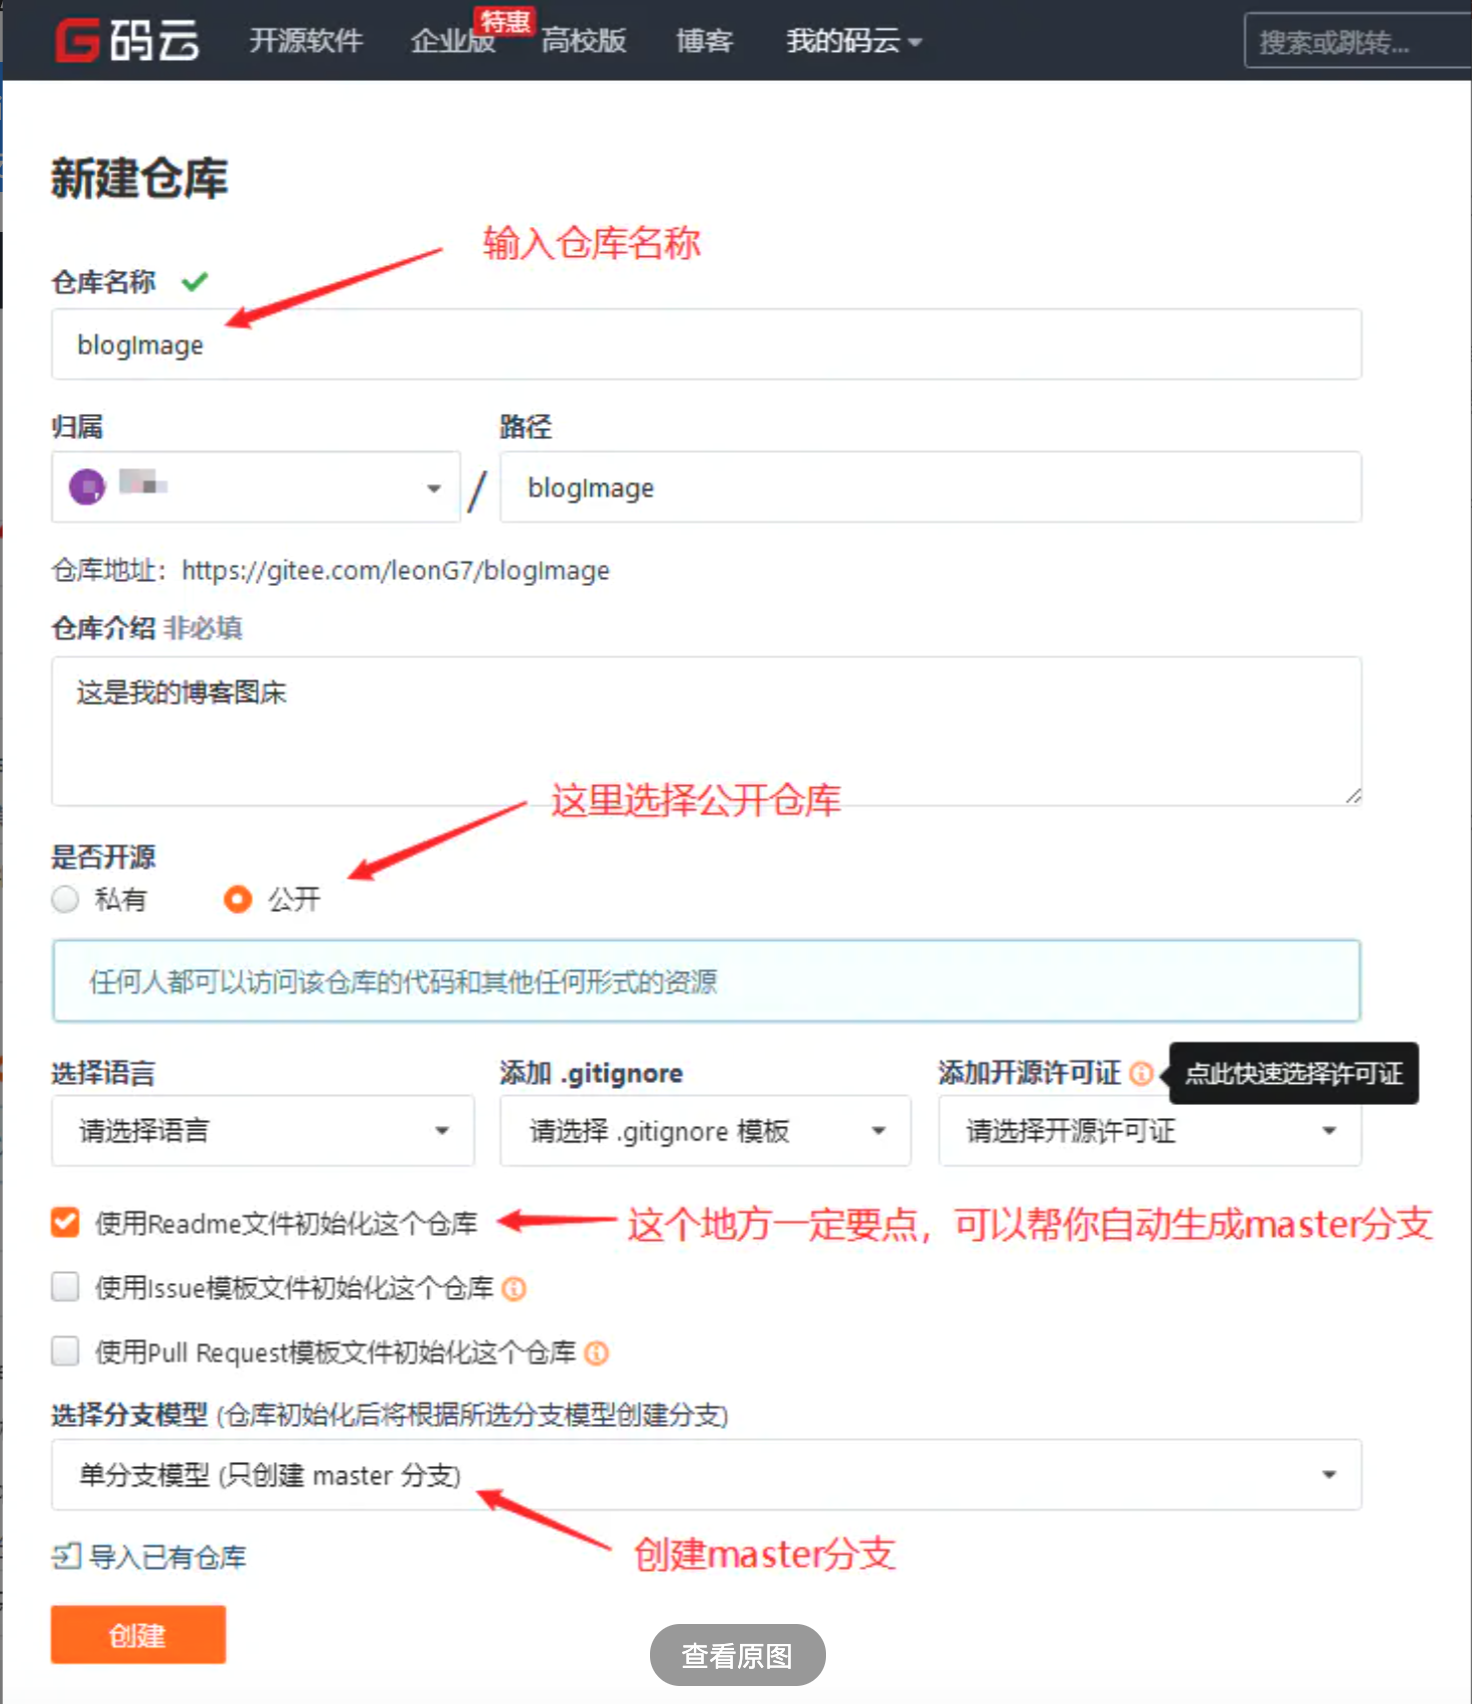 G 码云 开源软件 企业版 特惠 高校版 博客 我的码云 搜索或跳转...
新建仓库
输入仓库名称
仓库名称
blogImage
归属 路径
/ blogImage
仓库地址：https://gitee.com/leonG7/blogImage
仓库介绍 非必填
这是我的博客图床
这里选择公开仓库
是否开源
私有 公开
任何人都可以访问该仓库的代码和其他任何形式的资源
选择语言 添加 .gitignore 添加开源许可证 点此快速选择许可证
请选择语言 请选择 .gitignore 模板 请选择开源许可证
使用Readme文件初始化这个仓库 这个地方一定要点，可以帮你自动生成master分支
使用Issue模板文件初始化这个仓库
使用Pull Request模板文件初始化这个仓库
选择分支模型 (仓库初始化后将根据所选分支模型创建分支)
单分支模型 (只创建 master 分支)
创建master分支
导入已有仓库
创建
查看原图